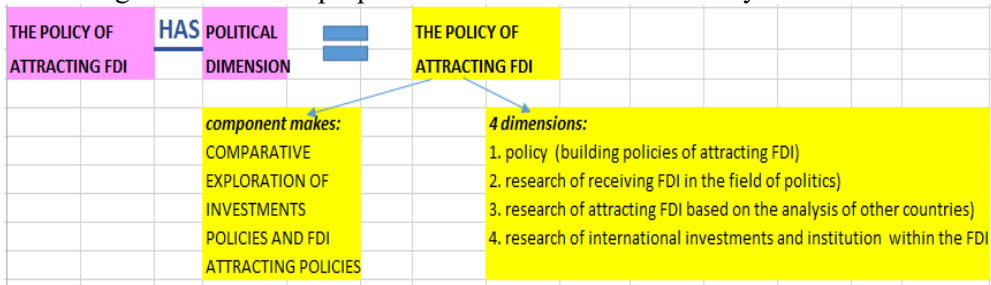 THE POLICY OF HAS POLITICAL THE POLICY OF
ATTRACTING FDI DIMENSION ATTRACTING FDI
component makes:
COMPARATIVE
EXPLORATION OF
INVESTMENTS
POLICIES AND FDI
ATTRACTING POLICIES
4 dimensions:
1. policy (building policies of attracting FDI)
2. research of receiving FDI in the field of politics)
3. research of attracting FDI based on the analysis of other countries)
4. research of international investments and institution within the FDI